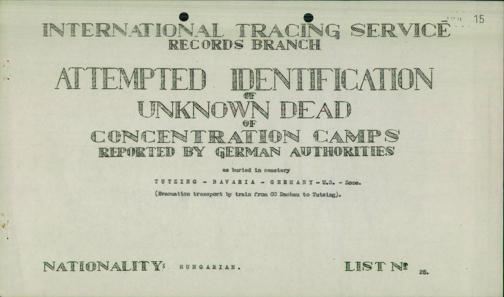 15
INTERNATIONAL TRACING SERVICE
RECORDS BRANCH
ATTEMPTED IDENTIFICATION
OF
UNKNOWN DEAD
OF
CONCENTRATION CAMPS
REPORTED BY GERMAN AUTHORITIES
as buried in cemetery
TUTZING - BAVARIA - GERMANY - U.S. - Zone.
(Evacuation transport by train from CC Dachau to Tutzing).
NATIONALITY: HUNGARIAN. LIST Nº 25.